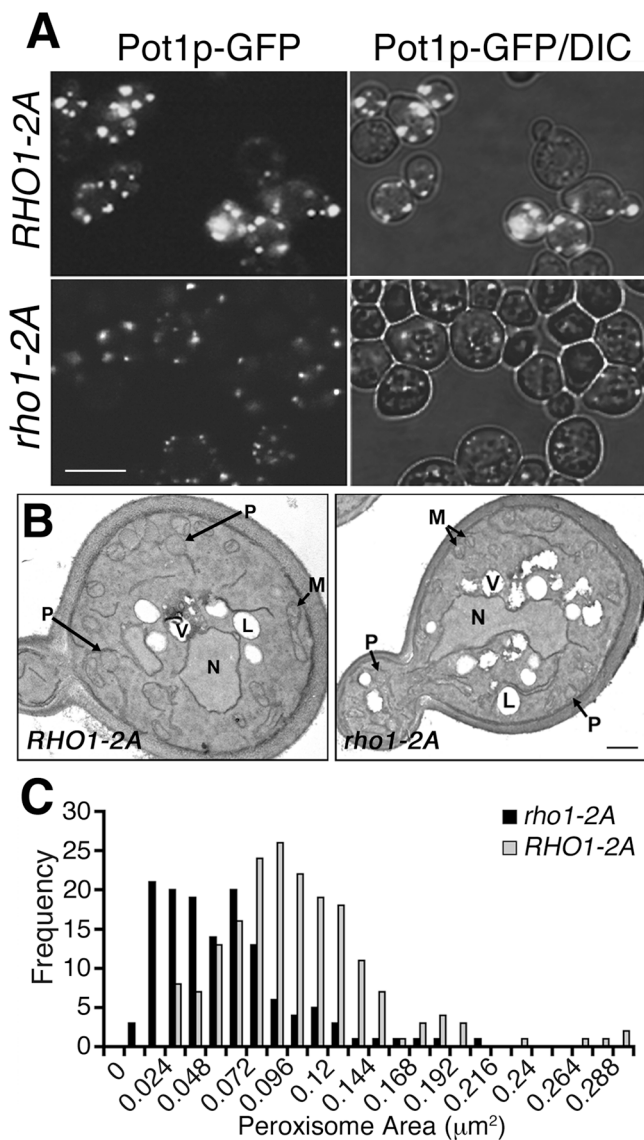 A
Pot1p-GFP Pot1p-GFP/DIC
RHO1-2A
rho1-2A
B
P
M
P
V
L
N
RHO1-2A
M
V
N
P
L
P
rho1-2A
C
rho1-2A
RHO1-2A
Frequency
30
25
20
15
10
5
0
0 0.024 0.048 0.072 0.096 0.12 0.144 0.168 0.192 0.216 0.24 0.264 0.288
Peroxisome Area (μm²)